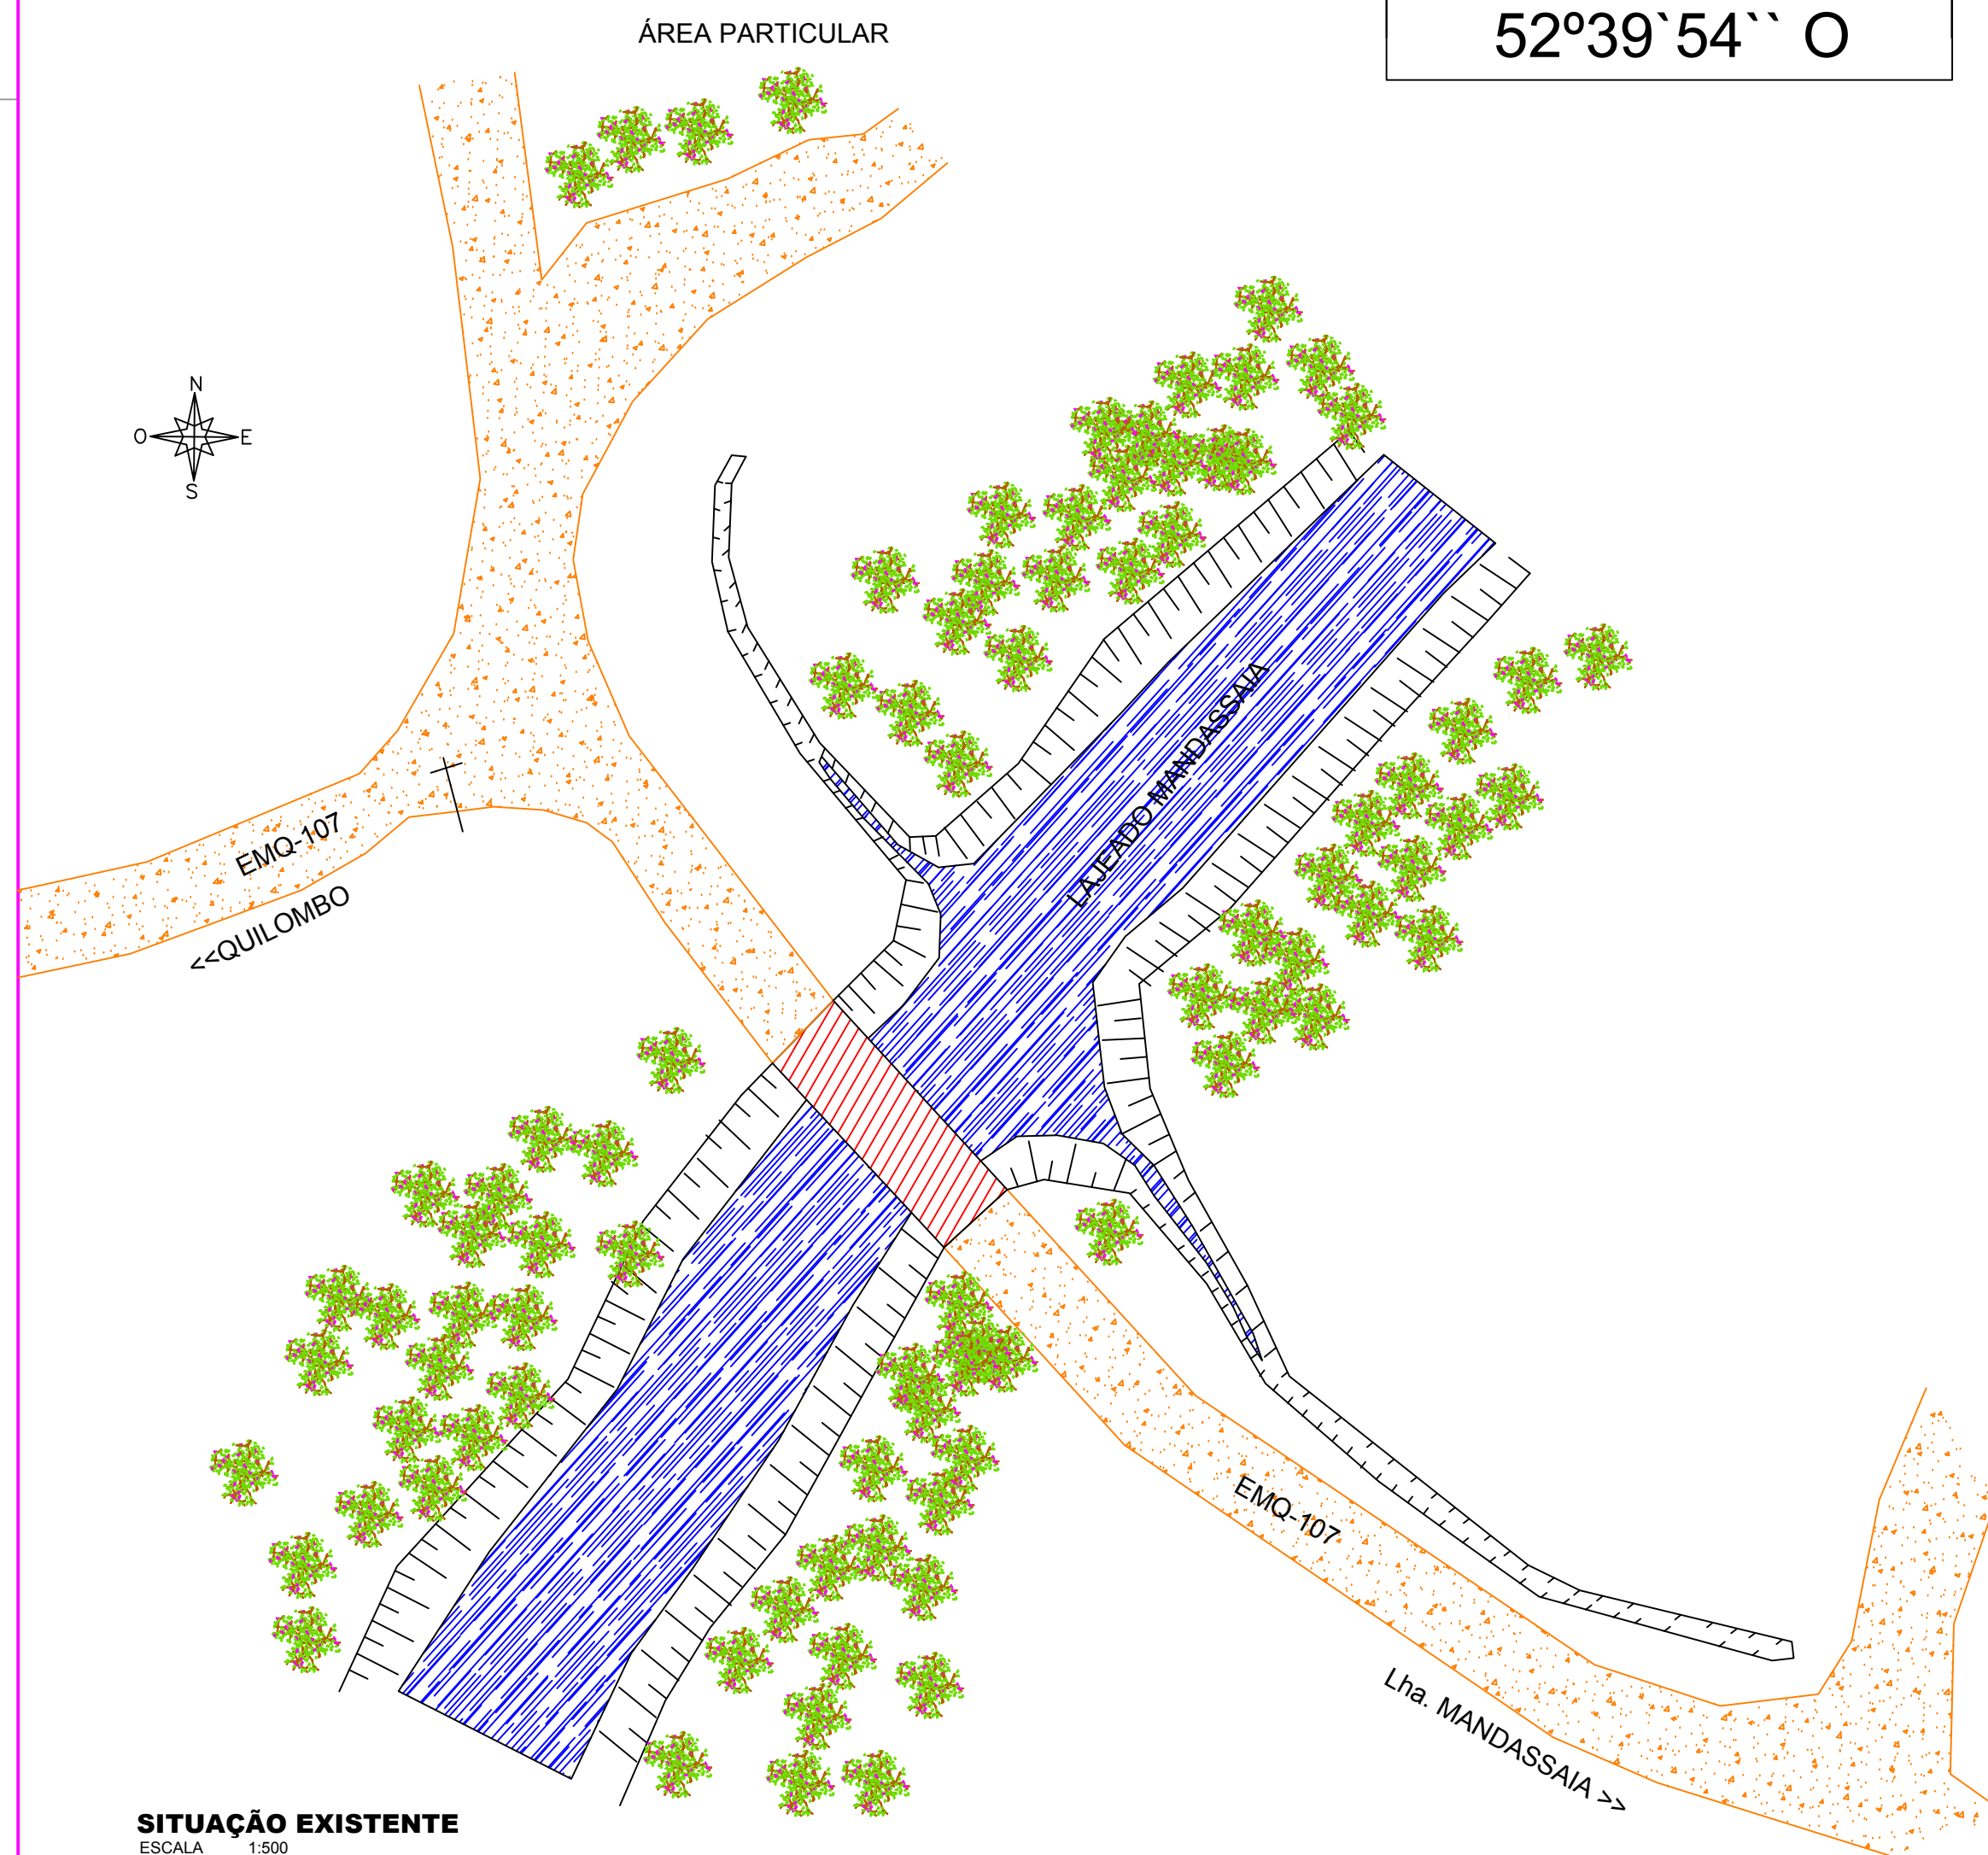 ÁREA PARTICULAR
52º39`54`` O
N
O
E
S
LAJEADO MANDASSAIA
EMQ-107
<<QUILOMBO
EMQ-107
Lha. MANDASSAIA >>
SITUAÇÃO EXISTENTE
ESCALA 1:500